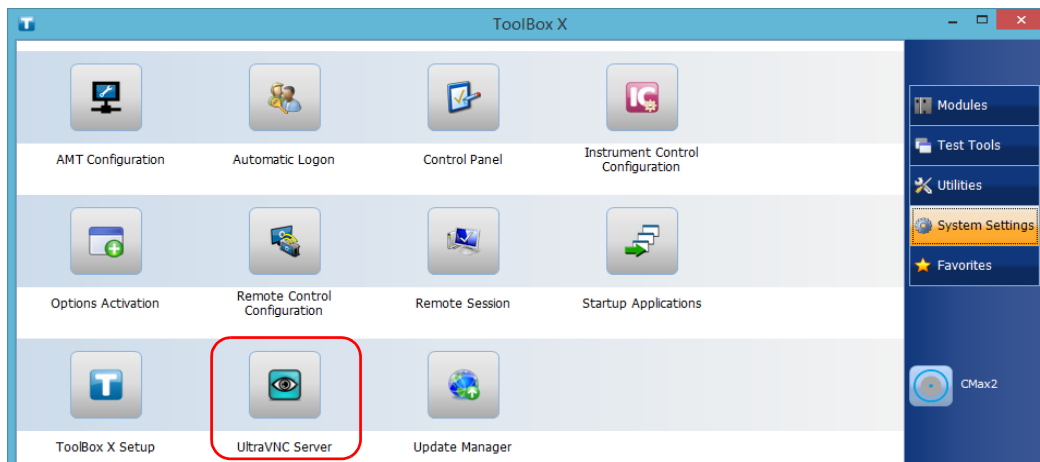 ToolBox X
AMT Configuration
Automatic Logon
Control Panel
Instrument Control
Configuration
Options Activation
Remote Control
Configuration
Remote Session
Startup Applications
ToolBox X Setup
UltraVNC Server
Update Manager
Modules
Test Tools
Utilities
System Settings
Favorites
CMax2